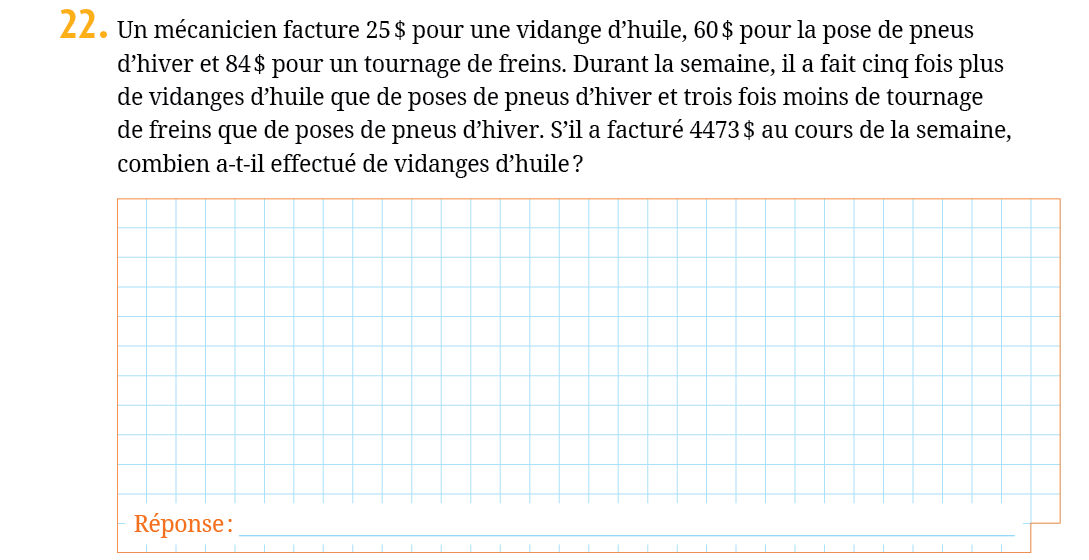 22. Un mécanicien facture 25 $ pour une vidange d’huile, 60 $ pour la pose de pneus
d’hiver et 84 $ pour un tournage de freins. Durant la semaine, il a fait cinq fois plus
de vidanges d’huile que de poses de pneus d’hiver et trois fois moins de tournage
de freins que de poses de pneus d’hiver. S’il a facturé 4473 $ au cours de la semaine,
combien a-t-il effectué de vidanges d’huile ?
Réponse :